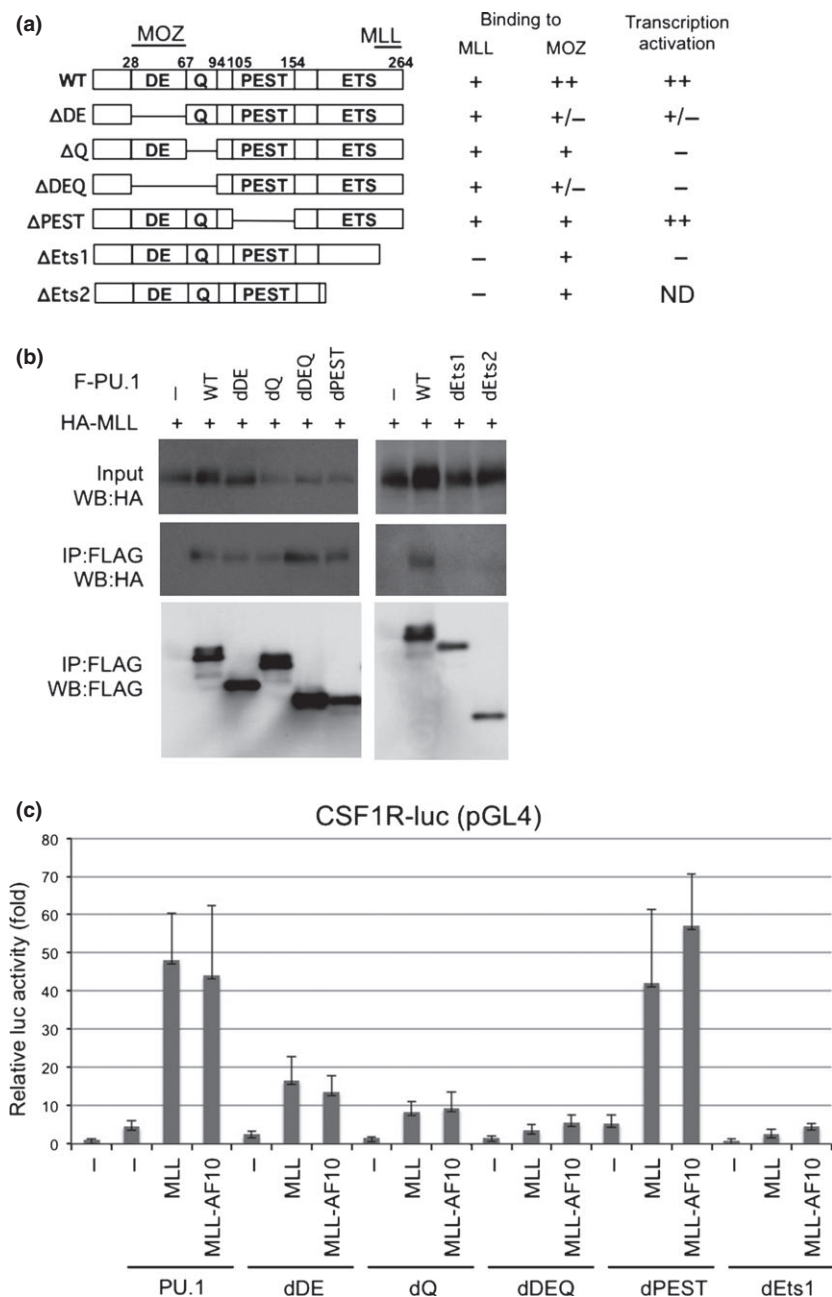 (a)
MOZ MLL
28 67 94 105 154 264
WT DE Q PEST ETS
ΔDE Q PEST ETS
ΔQ DE PEST ETS
ΔDEQ PEST ETS
ΔPEST DE Q ETS
ΔEts1 DE Q PEST
ΔEts2 DE Q PEST
Binding to Transcription
MLL MOZ activation
+ ++ ++
+ +/− +/−
+ + −
+ +/− −
+ + ++
− + −
− + ND
(b)
F-PU.1 − WT dDE dQ dDEQ dPEST − WT dEts1 dEts2
HA-MLL + + + + + + + + + +
Input
WB:HA
IP:FLAG
WB:HA
IP:FLAG
WB:FLAG
(c)
CSF1R-luc (pGL4)
Relative luc activity (fold)
80
70
60
50
40
30
20
10
0
− − MLL MLL-AF10 − MLL MLL-AF10 − MLL MLL-AF10 − MLL MLL-AF10 − MLL MLL-AF10 − MLL MLL-AF10
PU.1 dDE dQ dDEQ dPEST dEts1